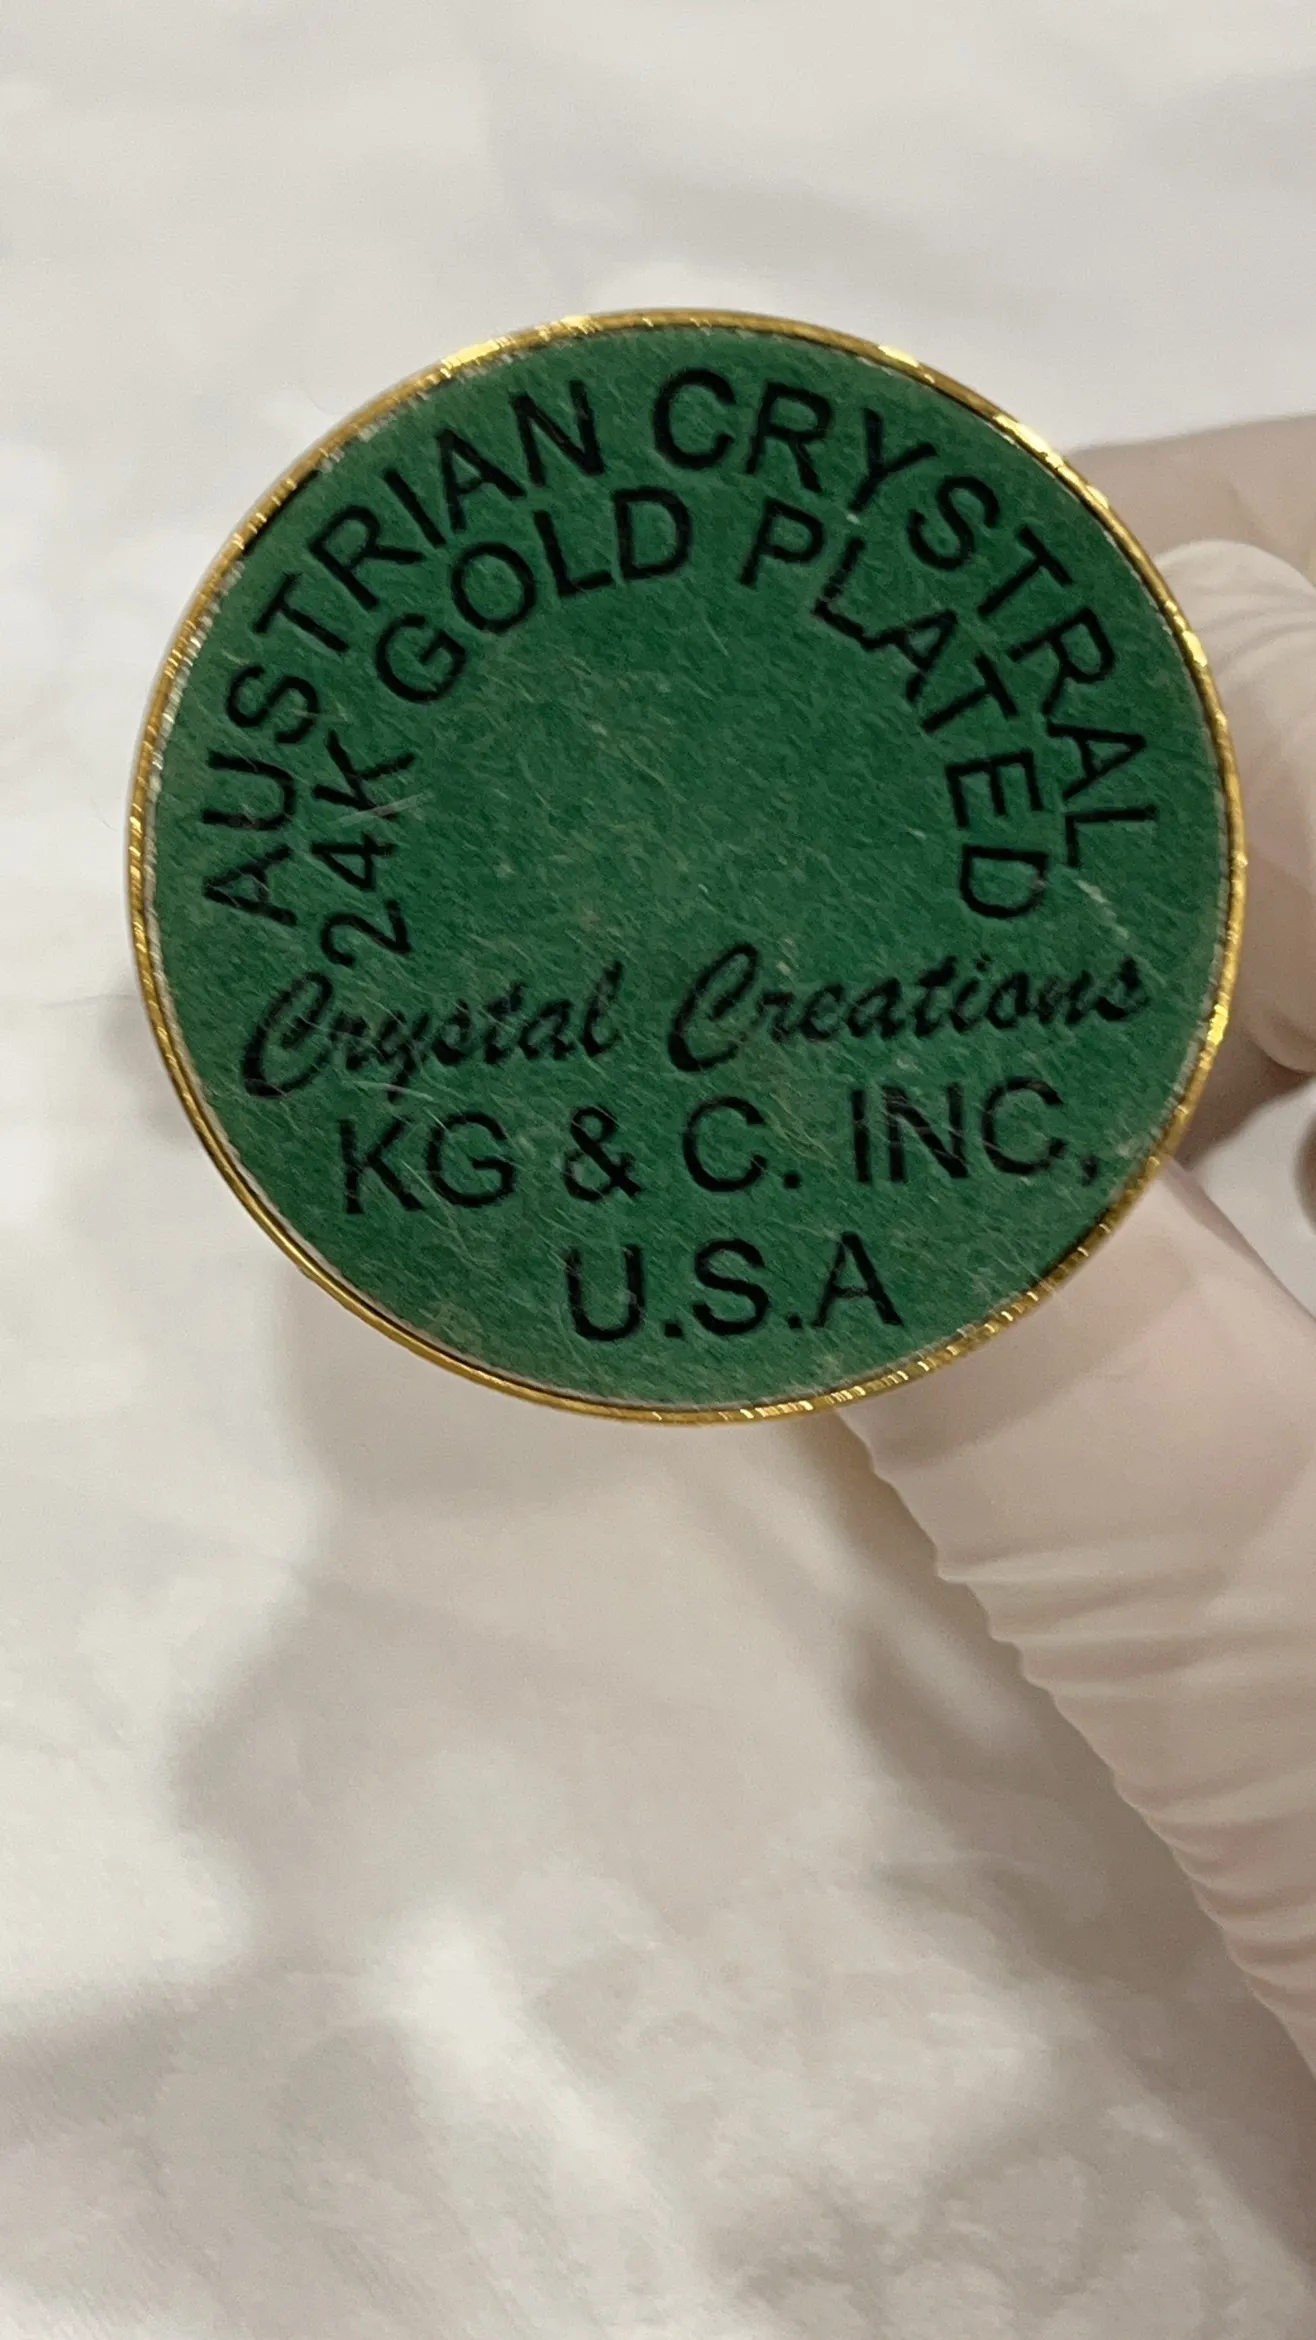 AUSTRIAN CRYSTRAL
24K GOLD PLATED
Crystal Creations
KG & C. INC,
U.S.A